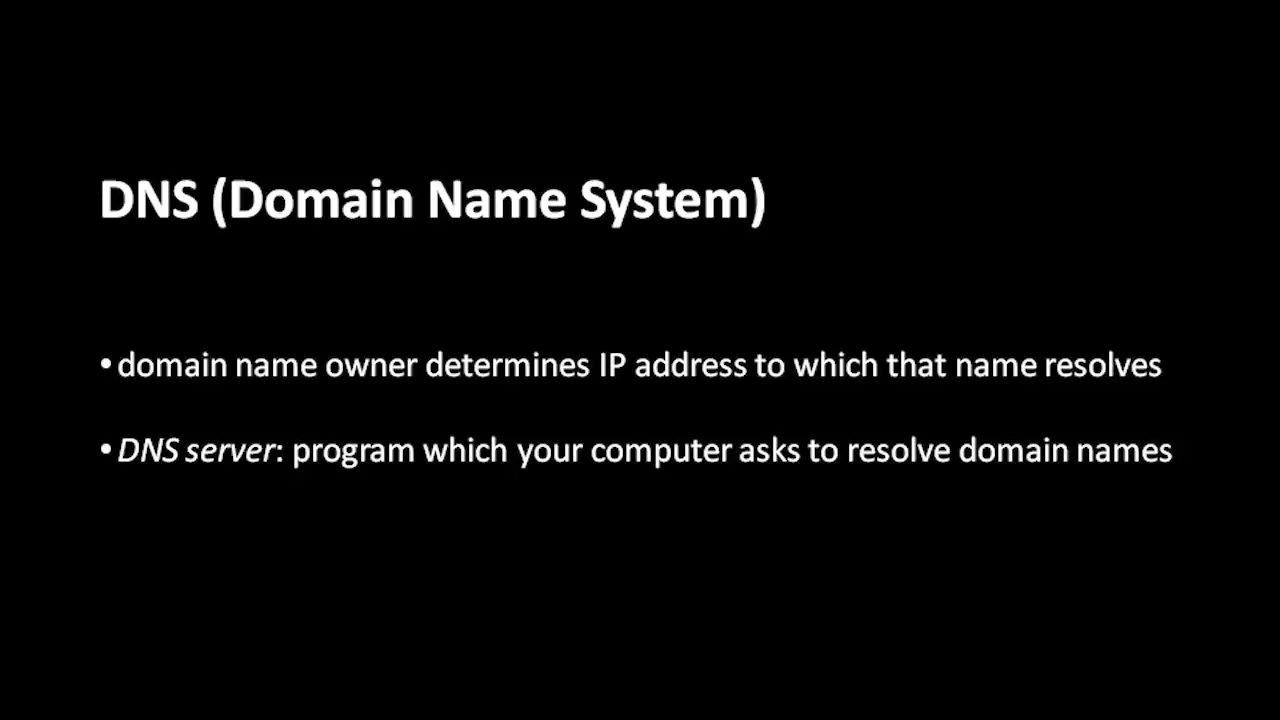 DNS (Domain Name System)
• domain name owner determines IP address to which that name resolves
• DNS server: program which your computer asks to resolve domain names